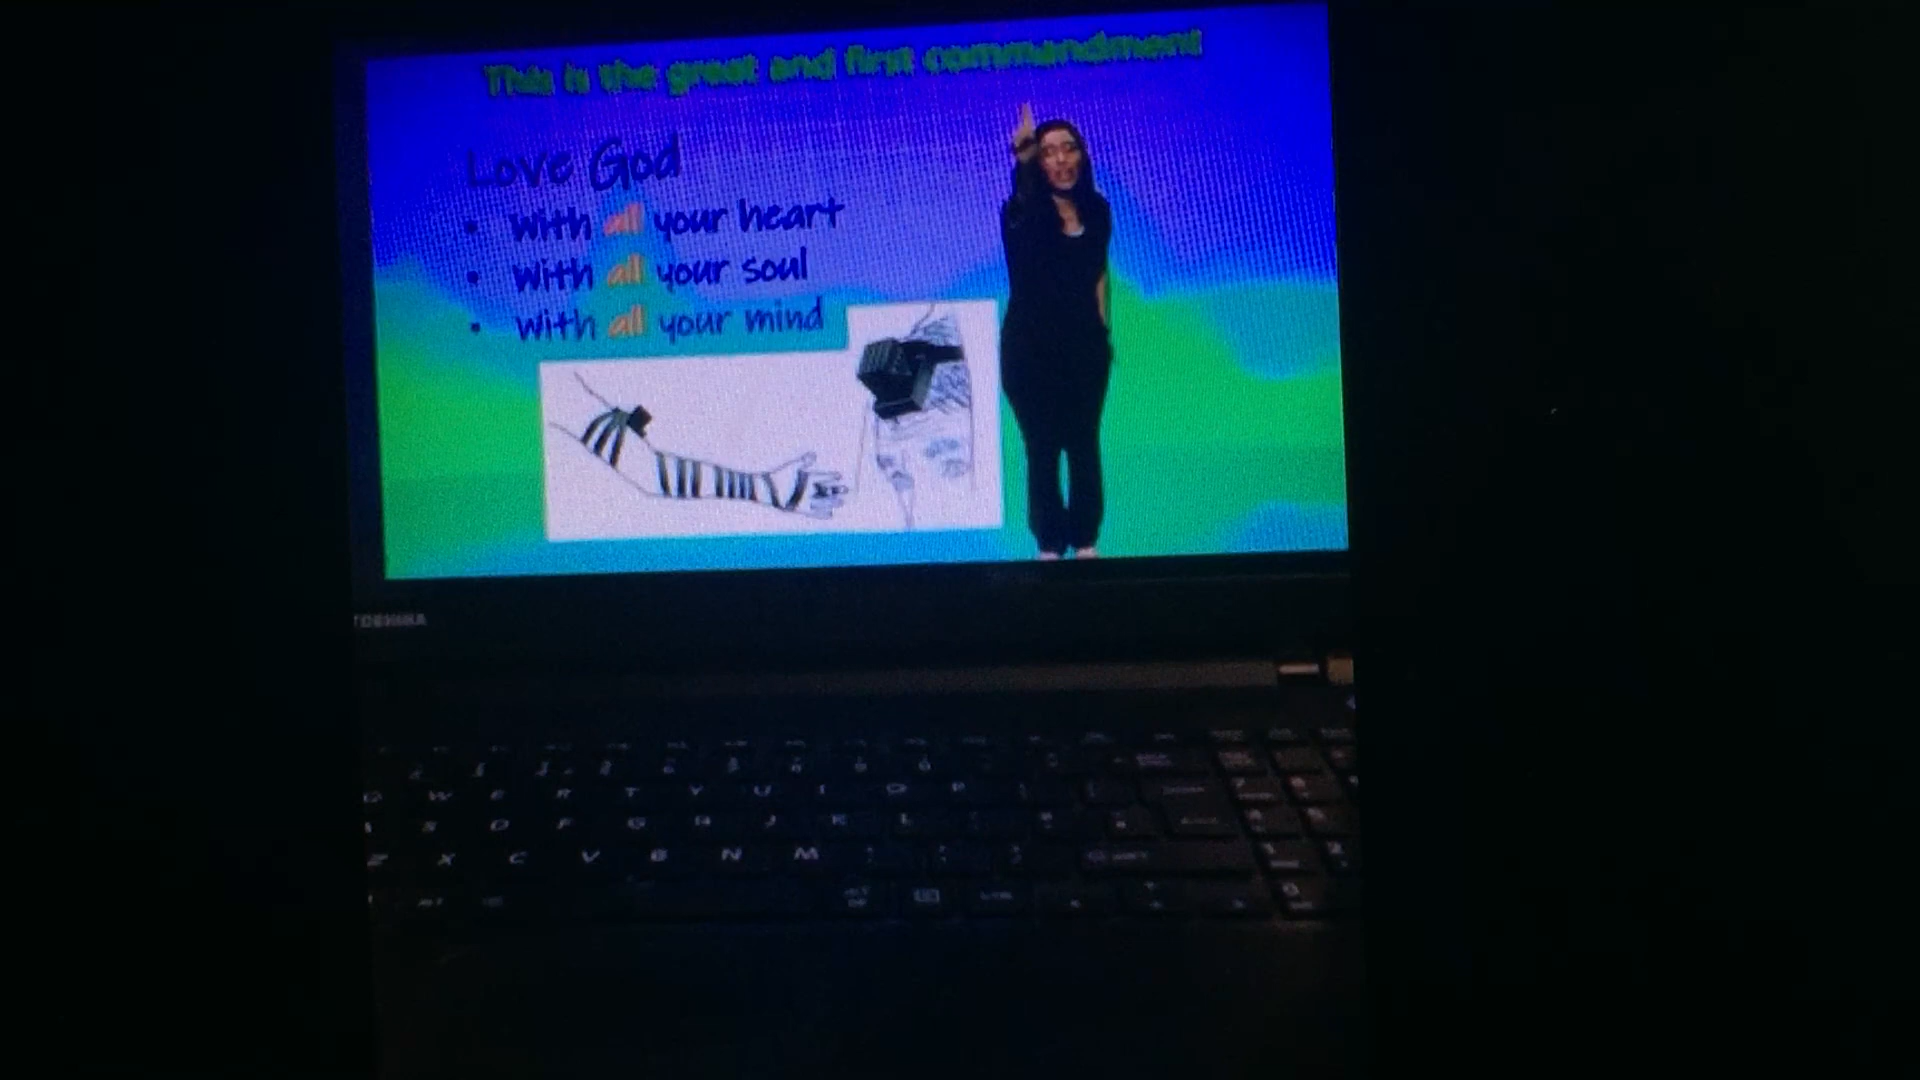 This is the great and first commandment
Love God
• With all your heart
• With all your soul
• With all your mind
TOSHIBA
W E R T Y U I O P
S D F G H J K L
Z X C V B N M